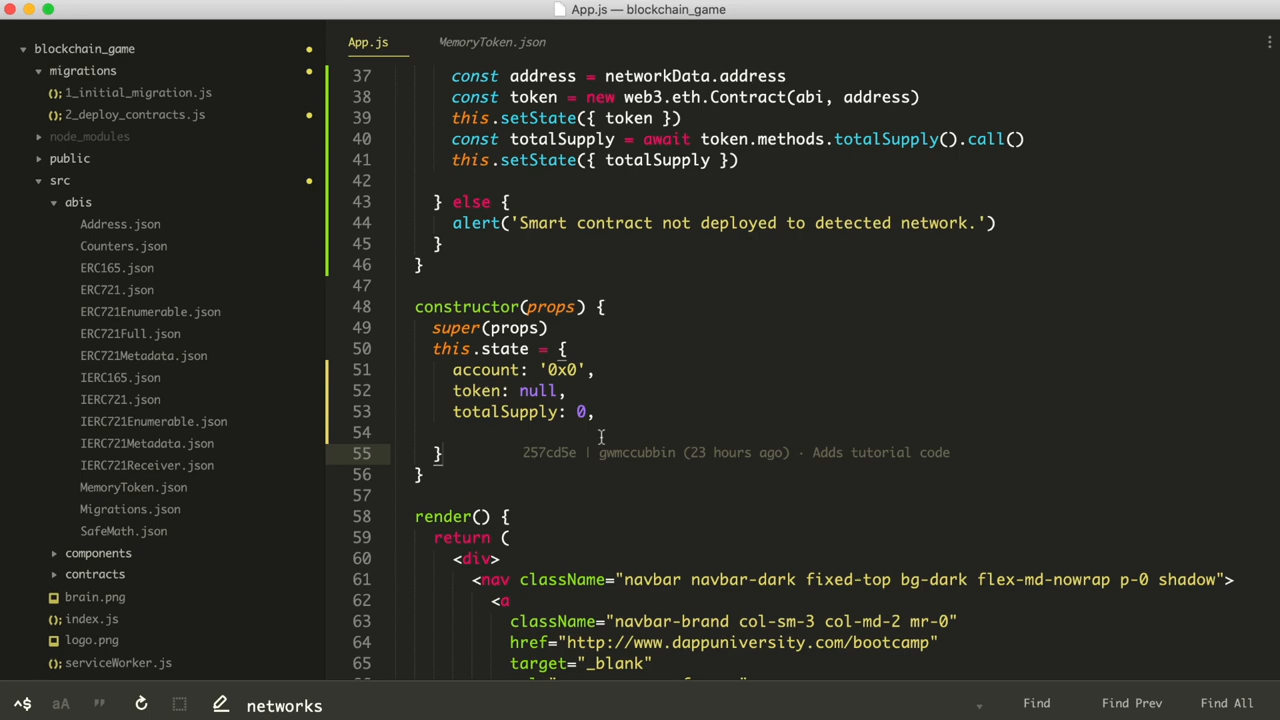 App.js — blockchain_game
blockchain_game
migrations
1_initial_migration.js
2_deploy_contracts.js
node_modules
public
src
abis
Address.json
Counters.json
ERC165.json
ERC721.json
ERC721Enumerable.json
ERC721Full.json
ERC721Metadata.json
IERC165.json
IERC721.json
IERC721Enumerable.json
IERC721Metadata.json
IERC721Receiver.json
MemoryToken.json
Migrations.json
SafeMath.json
components
contracts
brain.png
index.js
logo.png
serviceWorker.js
App.js
MemoryToken.json
37 const address = networkData.address
38 const token = new web3.eth.Contract(abi, address)
39 this.setState({ token })
40 const totalSupply = await token.methods.totalSupply().call()
41 this.setState({ totalSupply })
42
43 } else {
44 alert('Smart contract not deployed to detected network.')
45 }
46 }
47
48 constructor(props) {
49 super(props)
50 this.state = {
51 account: '0x0',
52 token: null,
53 totalSupply: 0,
54
55 } 257cd5e | gwmccubbin (23 hours ago) · Adds tutorial code
56 }
57
58 render() {
59 return (
60 <div>
61 <nav className="navbar navbar-dark fixed-top bg-dark flex-md-nowrap p-0 shadow">
62 <a
63 className="navbar-brand col-sm-3 col-md-2 mr-0"
64 href="http://www.dappuniversity.com/bootcamp"
65 target="_blank"
networks
Find
Find Prev
Find All